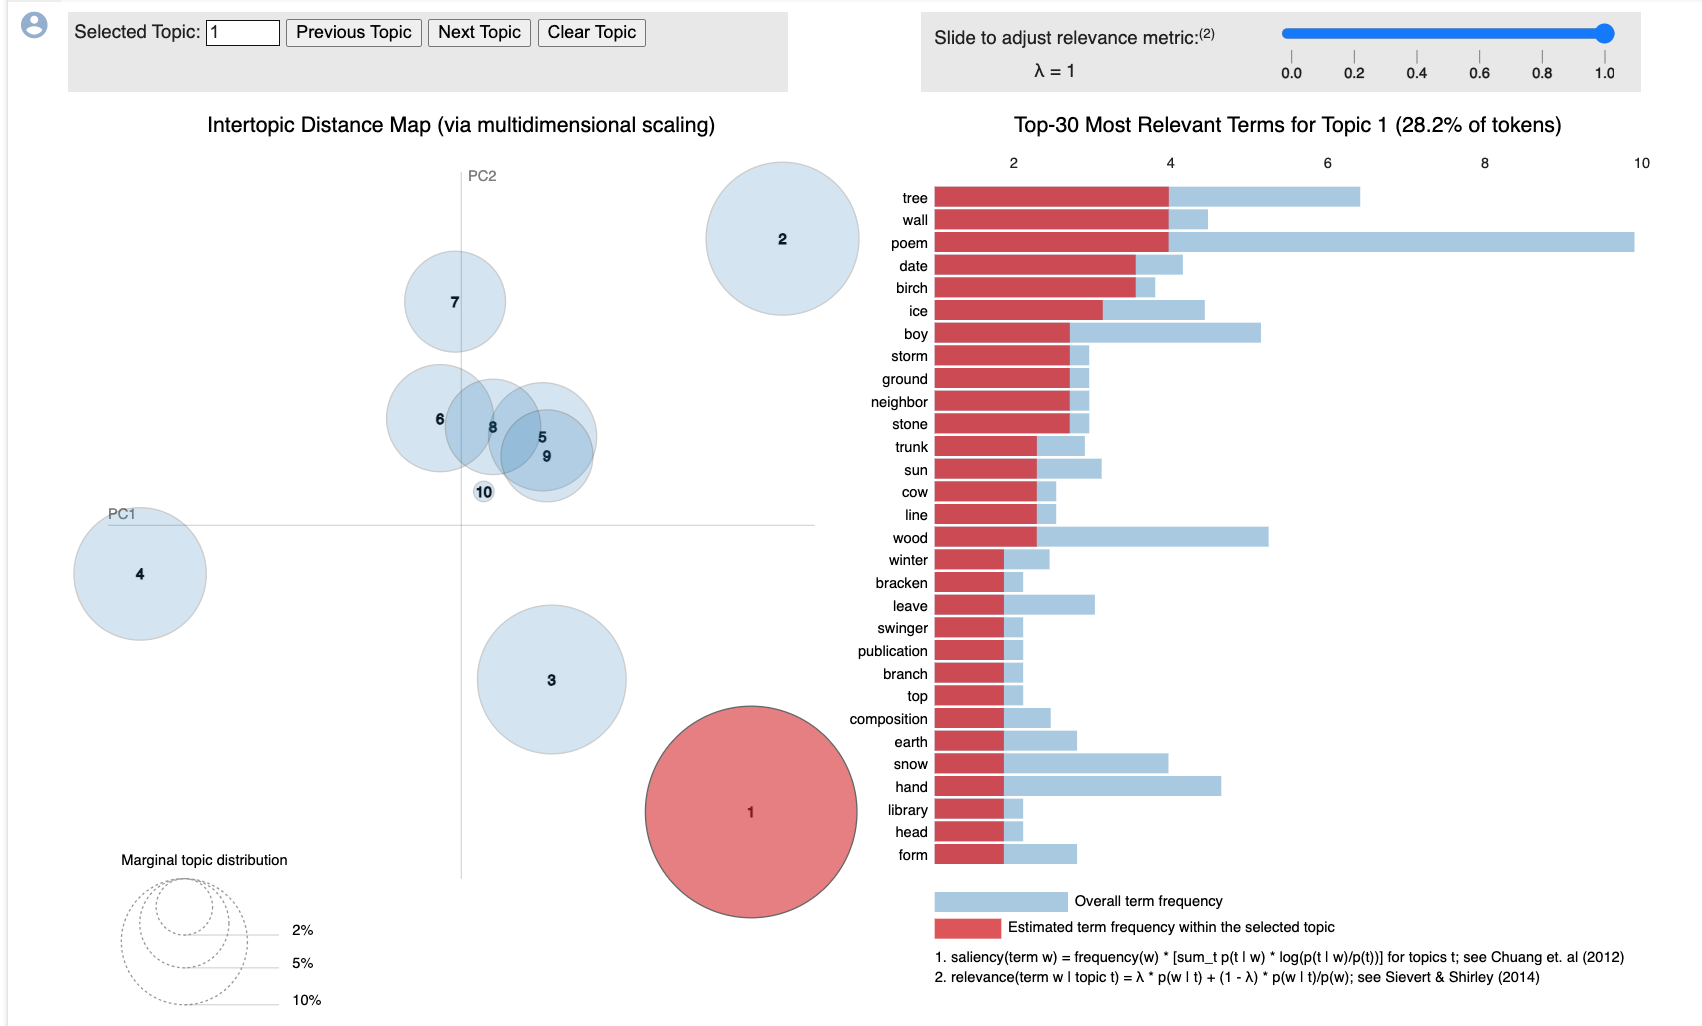 Selected Topic: 1 Previous Topic Next Topic Clear Topic
Slide to adjust relevance metric:(2)
λ = 1
0.0 0.2 0.4 0.6 0.8 1.0
Intertopic Distance Map (via multidimensional scaling)
PC2
2
7
6
8
5
9
10
PC1
4
3
1
Marginal topic distribution
2%
5%
10%
Top-30 Most Relevant Terms for Topic 1 (28.2% of tokens)
2 4 6 8 10
tree
wall
poem
date
birch
ice
boy
storm
ground
neighbor
stone
trunk
sun
cow
line
wood
winter
bracken
leave
swinger
publication
branch
top
composition
earth
snow
hand
library
head
form
Overall term frequency
Estimated term frequency within the selected topic
1. saliency(term w) = frequency(w) * [sum_t p(t | w) * log(p(t | w)/p(t))] for topics t; see Chuang et. al (2012)
2. relevance(term w | topic t) = λ * p(w | t) + (1 - λ) * p(w | t)/p(w); see Sievert & Shirley (2014)